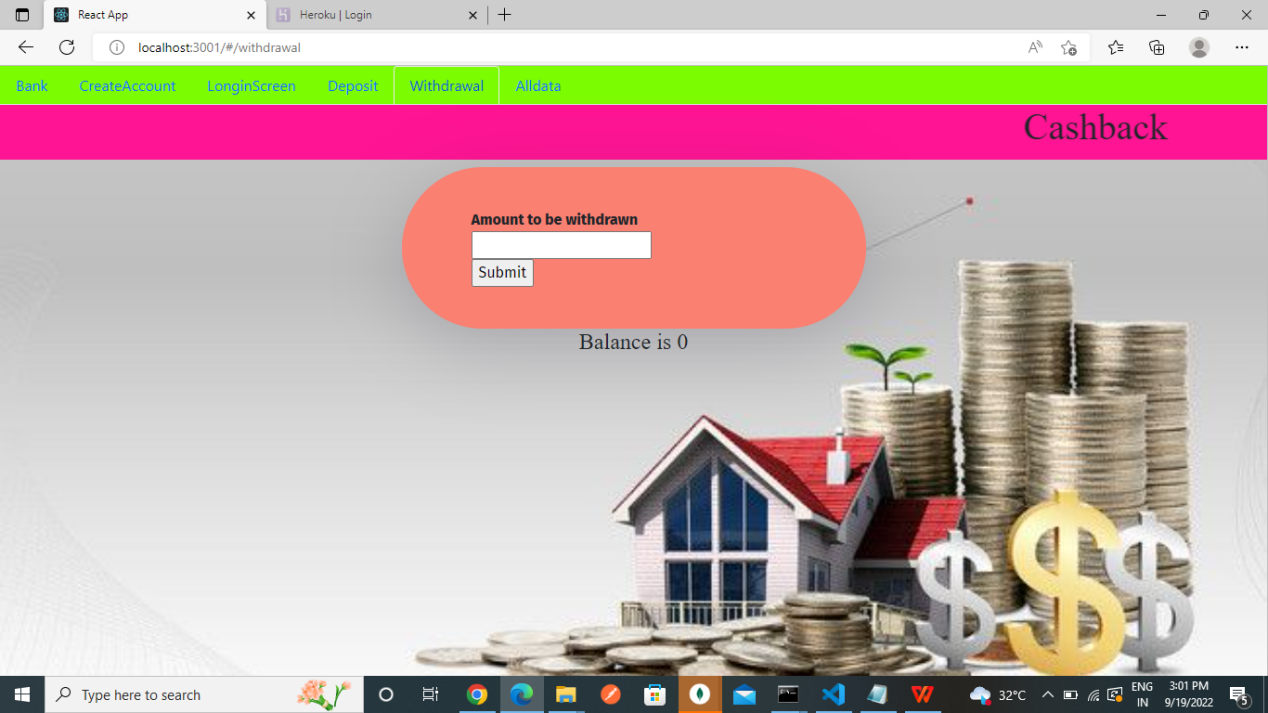 React App
Heroku | Login
localhost:3001/#/withdrawal
Bank
CreateAccount
LonginScreen
Deposit
Withdrawal
Alldata
Cashback
Amount to be withdrawn
Submit
Balance is 0
Type here to search
32°C
ENG
IN
3:01 PM
9/19/2022
5